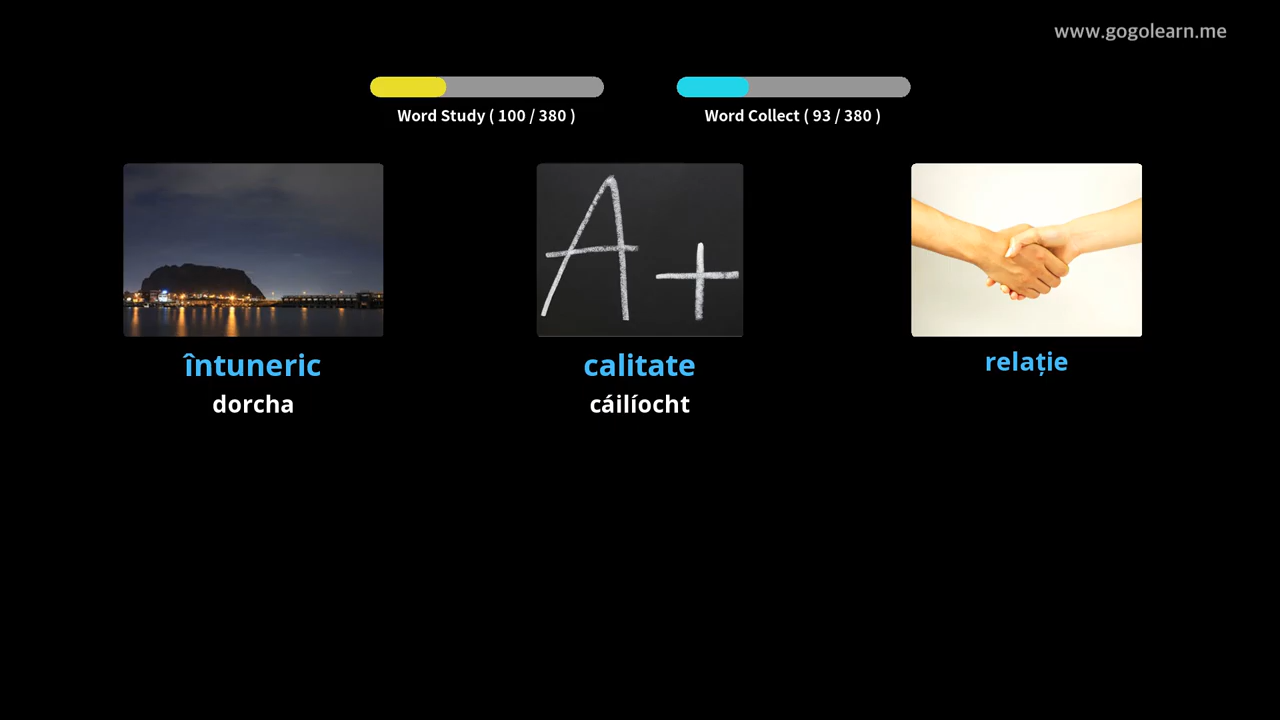 www.gogolearn.me
Word Study ( 100 / 380 )
Word Collect ( 93 / 380 )
A+
întuneric
calitate
relație
dorcha
cáilíocht